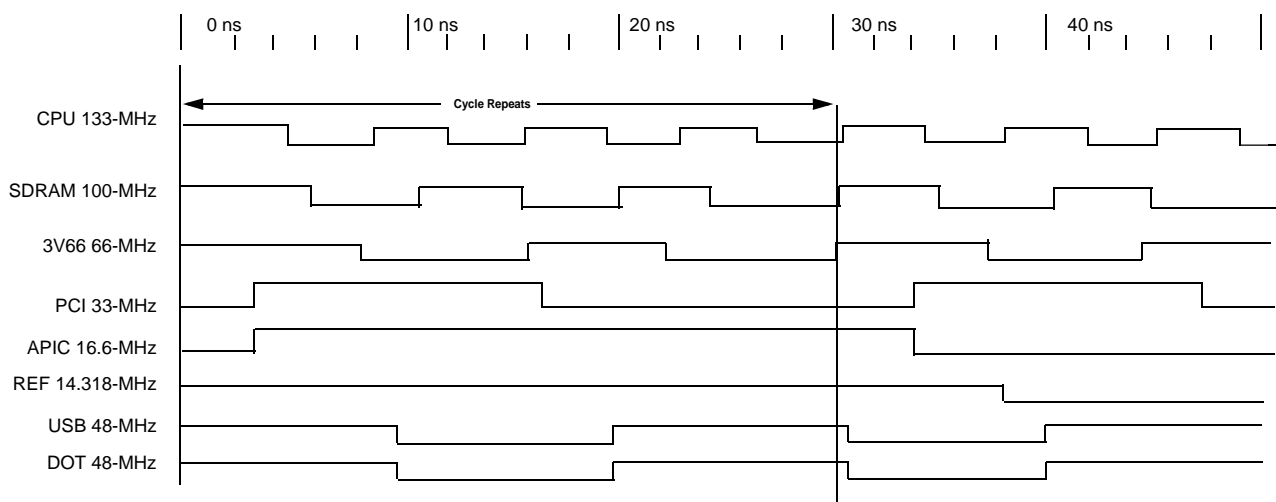 0 ns 10 ns 20 ns 30 ns 40 ns
Cycle Repeats
CPU 133-MHz
SDRAM 100-MHz
3V66 66-MHz
PCI 33-MHz
APIC 16.6-MHz
REF 14.318-MHz
USB 48-MHz
DOT 48-MHz